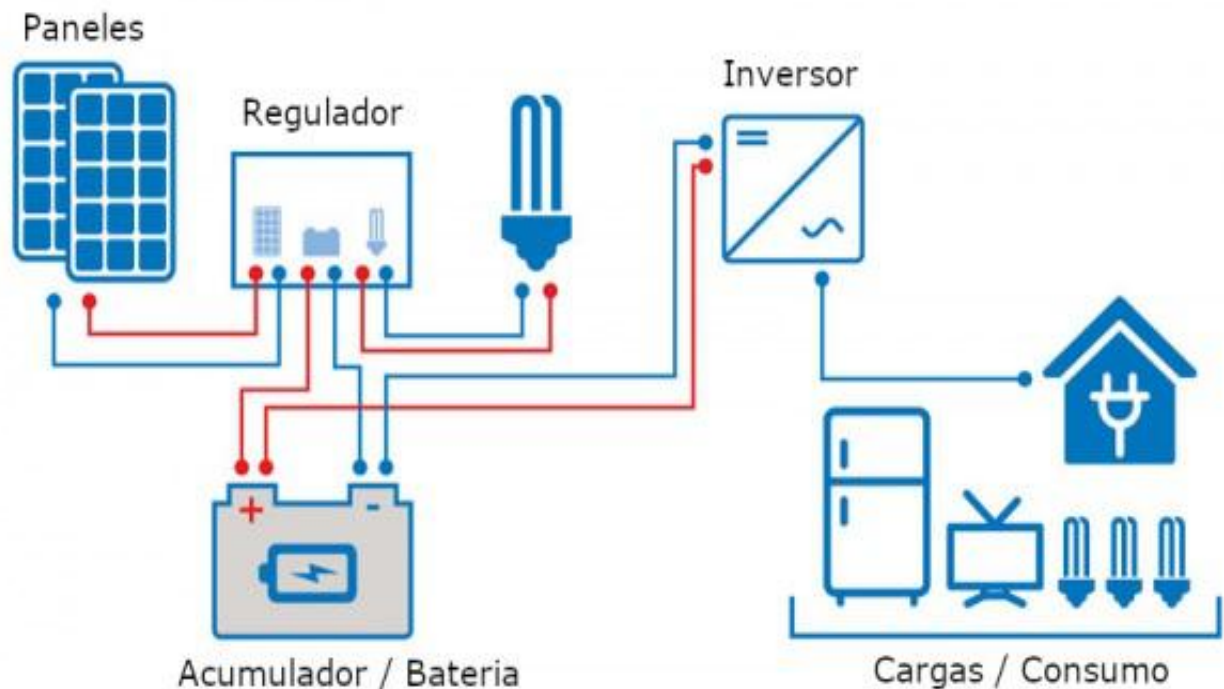 Paneles
Regulador
Inversor
+ -
Acumulador / Bateria
Cargas / Consumo